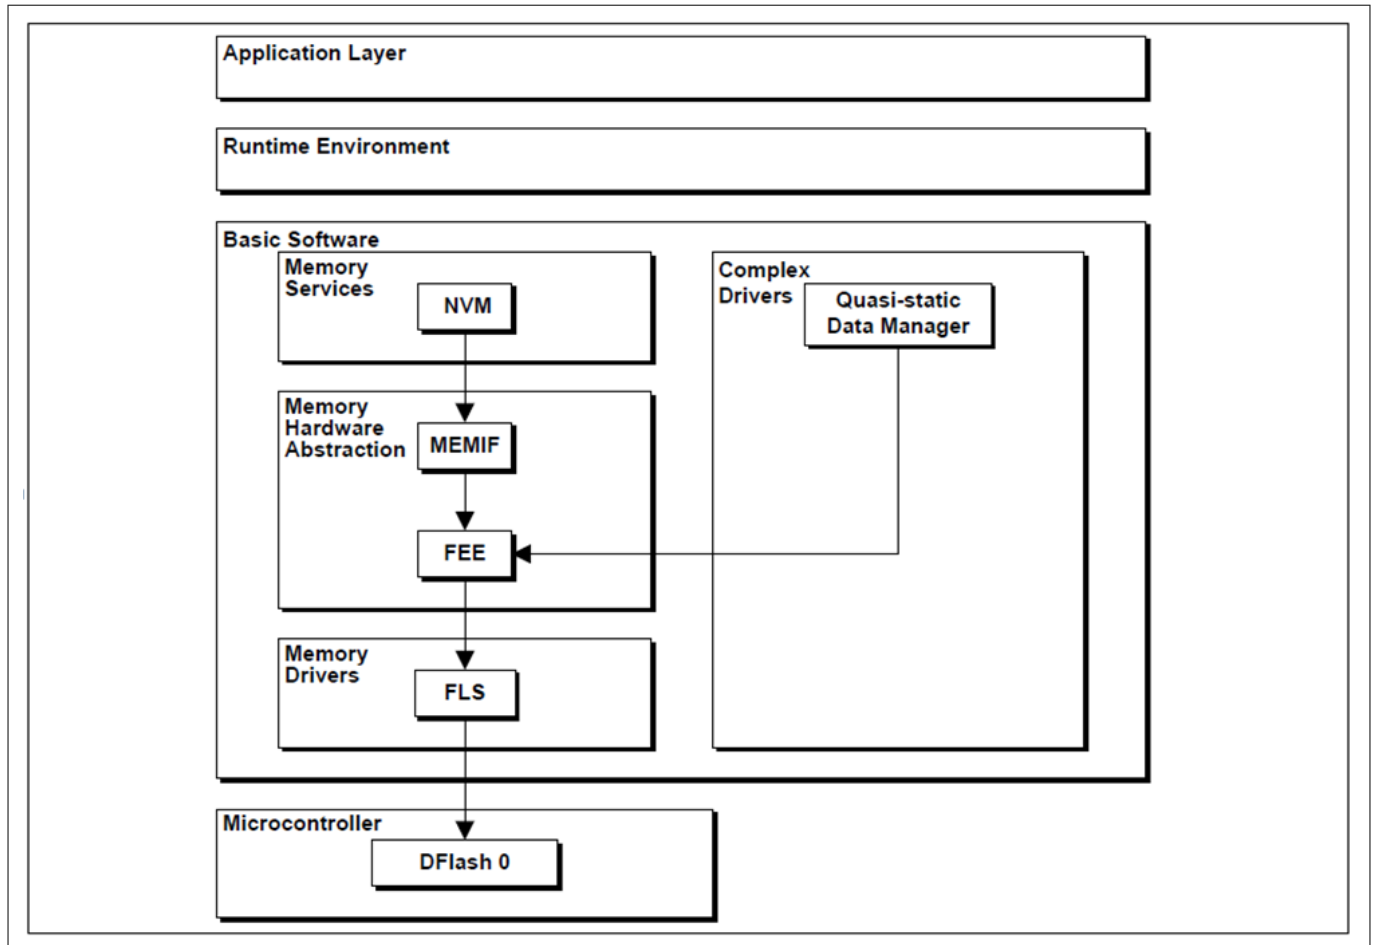 Application Layer
Runtime Environment
Basic Software
Memory
Services
NVM
Complex
Drivers
Quasi-static
Data Manager
Memory
Hardware
Abstraction
MEMIF
FEE
Memory
Drivers
FLS
Microcontroller
DFlash 0